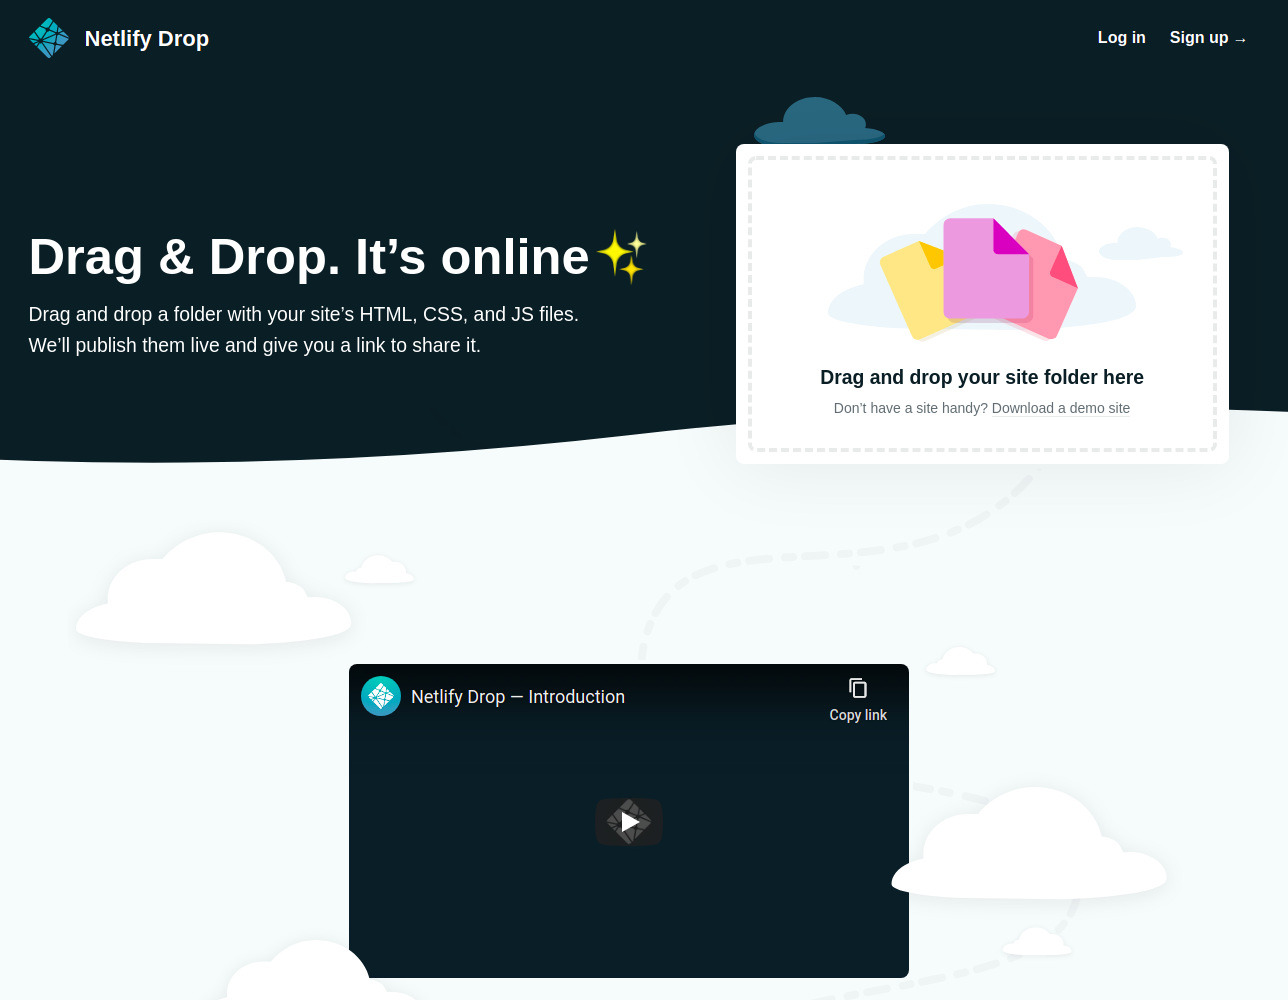 Netlify Drop
Log in
Sign up →
Drag & Drop. It’s online✨
Drag and drop a folder with your site’s HTML, CSS, and JS files.
We’ll publish them live and give you a link to share it.
Drag and drop your site folder here
Don’t have a site handy? Download a demo site
Netlify Drop — Introduction
Copy link